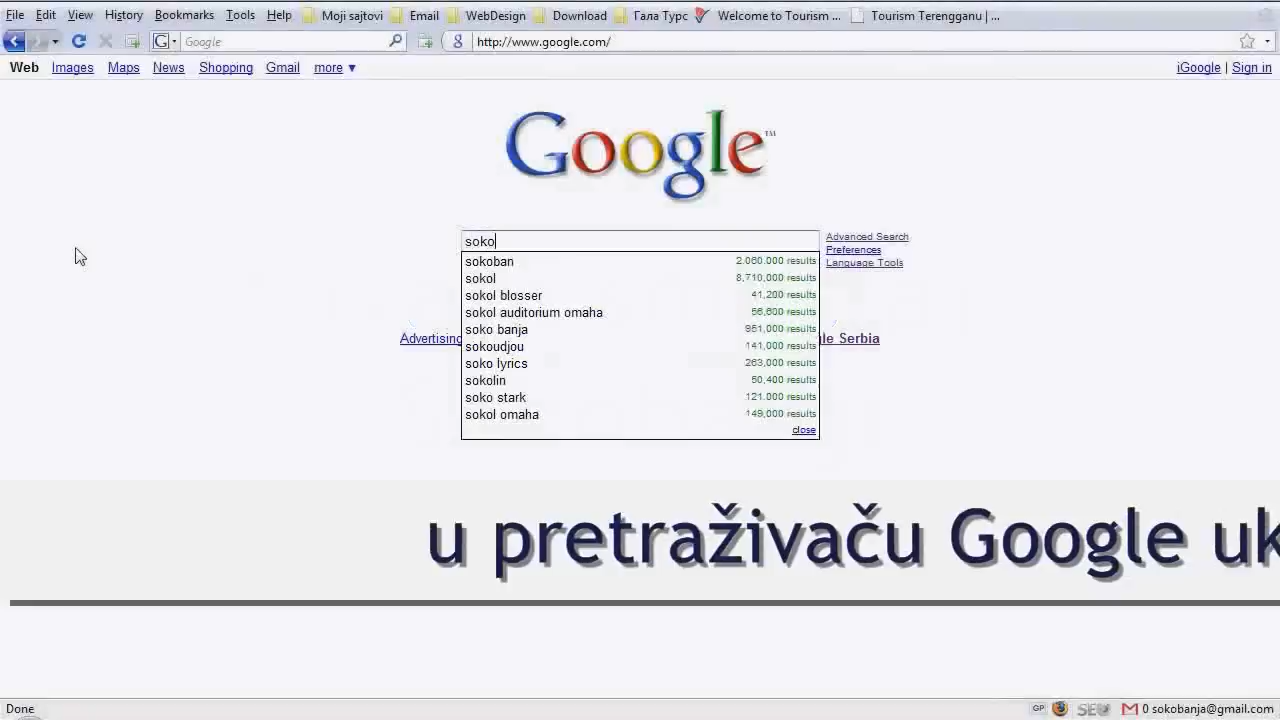 File Edit View History Bookmarks Tools Help Moji sajtovi Email WebDesign Download Гала Турс Welcome to Tourism ... Tourism Terengganu | ...
Google http://www.google.com/
Web Images Maps News Shopping Gmail more ▼ iGoogle | Sign in
Google™
soko
Advanced Search
Preferences
Language Tools
sokoban 2,060,000 results
sokol 8,710,000 results
sokol blosser 41,200 results
sokol auditorium omaha 56,600 results
soko banja 951,000 results
sokoudjou 141,000 results
soko lyrics 263,000 results
sokolin 50,400 results
soko stark 121,000 results
sokol omaha 149,000 results
close
Advertising le Serbia
u pretraživaču Google uk
Done GP SEO 0 sokobanja@gmail.com